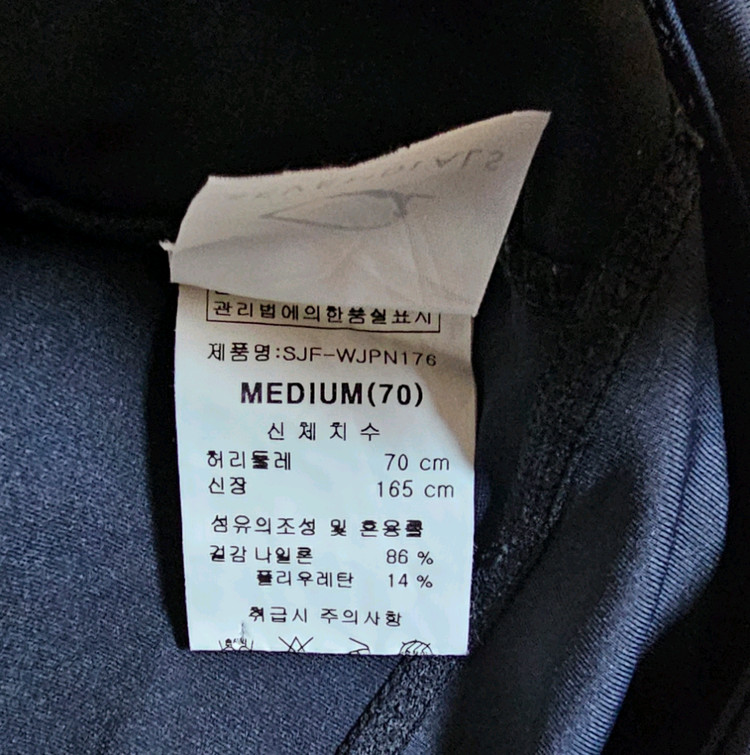 관리법에의한품질표시
제품명:SJF-WJPN176
MEDIUM(70)
신체치수
허리둘레 70 cm
신장 165 cm
섬유의조성 및 혼용률
겉감 나일론 86 %
폴리우레탄 14 %
취급시 주의사항